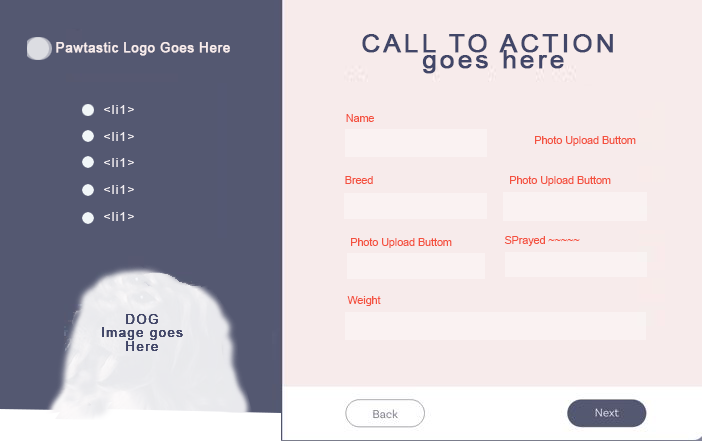 Pawtastic Logo Goes Here
<li1>
<li1>
<li1>
<li1>
<li1>
DOG
Image goes
Here
CALL TO ACTION
goes here
Name
Photo Upload Buttom
Breed
Photo Upload Buttom
Photo Upload Buttom
SPrayed ~~~~~
Weight
Back
Next